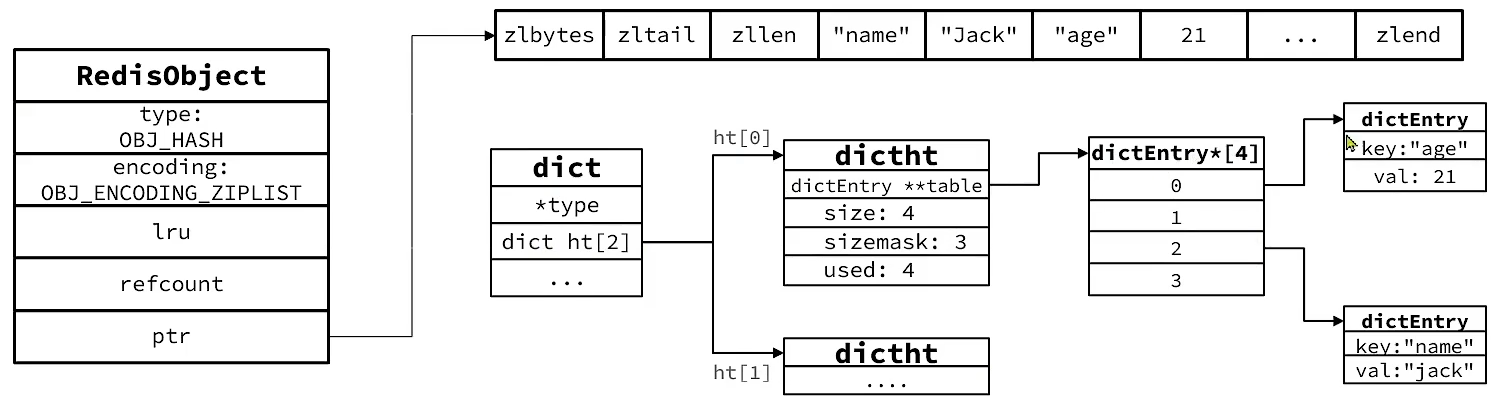 zlbytes zltail zllen "name" "Jack" "age" 21 ... zlend
RedisObject
type:
OBJ_HASH
encoding:
OBJ_ENCODING_ZIPLIST
lru
refcount
ptr
dict
*type
dict ht[2]
...
ht[0]
dictht
dictEntry **table
size: 4
sizemask: 3
used: 4
ht[1]
dictht
....
dictEntry*[4]
0
1
2
3
dictEntry
key:"age"
val: 21
dictEntry
key:"name"
val:"jack"